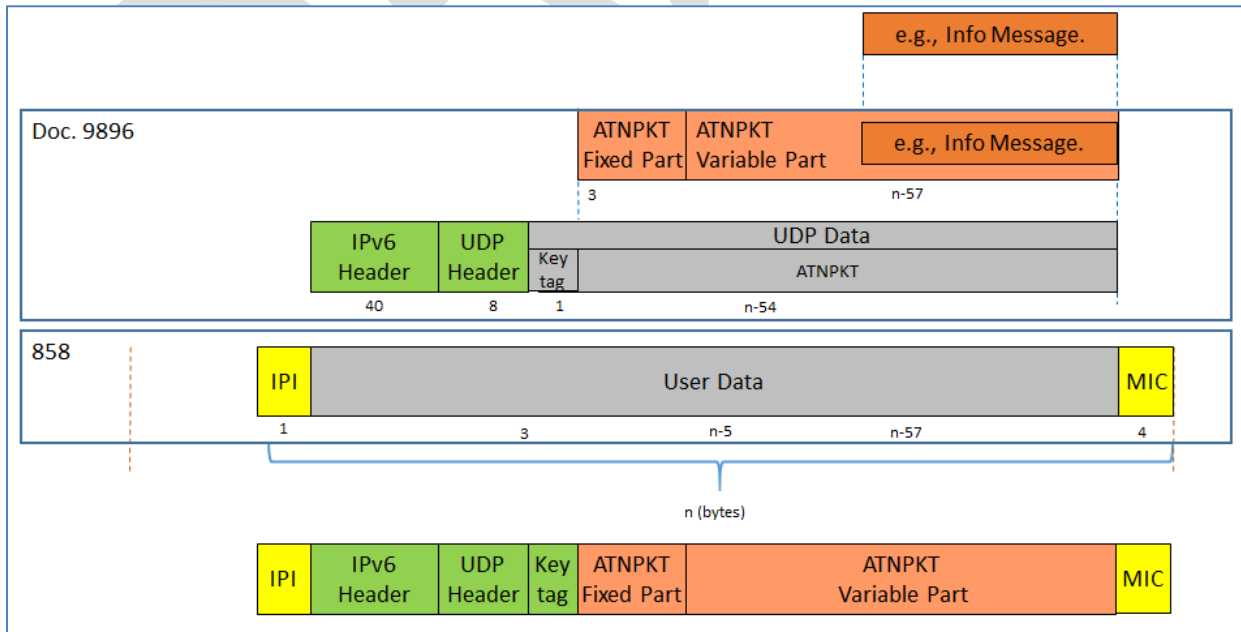 e.g., Info Message.
Doc. 9896
ATNPKT
Fixed Part
ATNPKT
Variable Part
e.g., Info Message.
3
n-57
IPv6
Header
UDP
Header
UDP Data
Key
tag
ATNPKT
40
8
1
n-54
858
IPI
User Data
MIC
1
3
n-5
n-57
4
n (bytes)
IPI
IPv6
Header
UDP
Header
Key
tag
ATNPKT
Fixed Part
ATNPKT
Variable Part
MIC